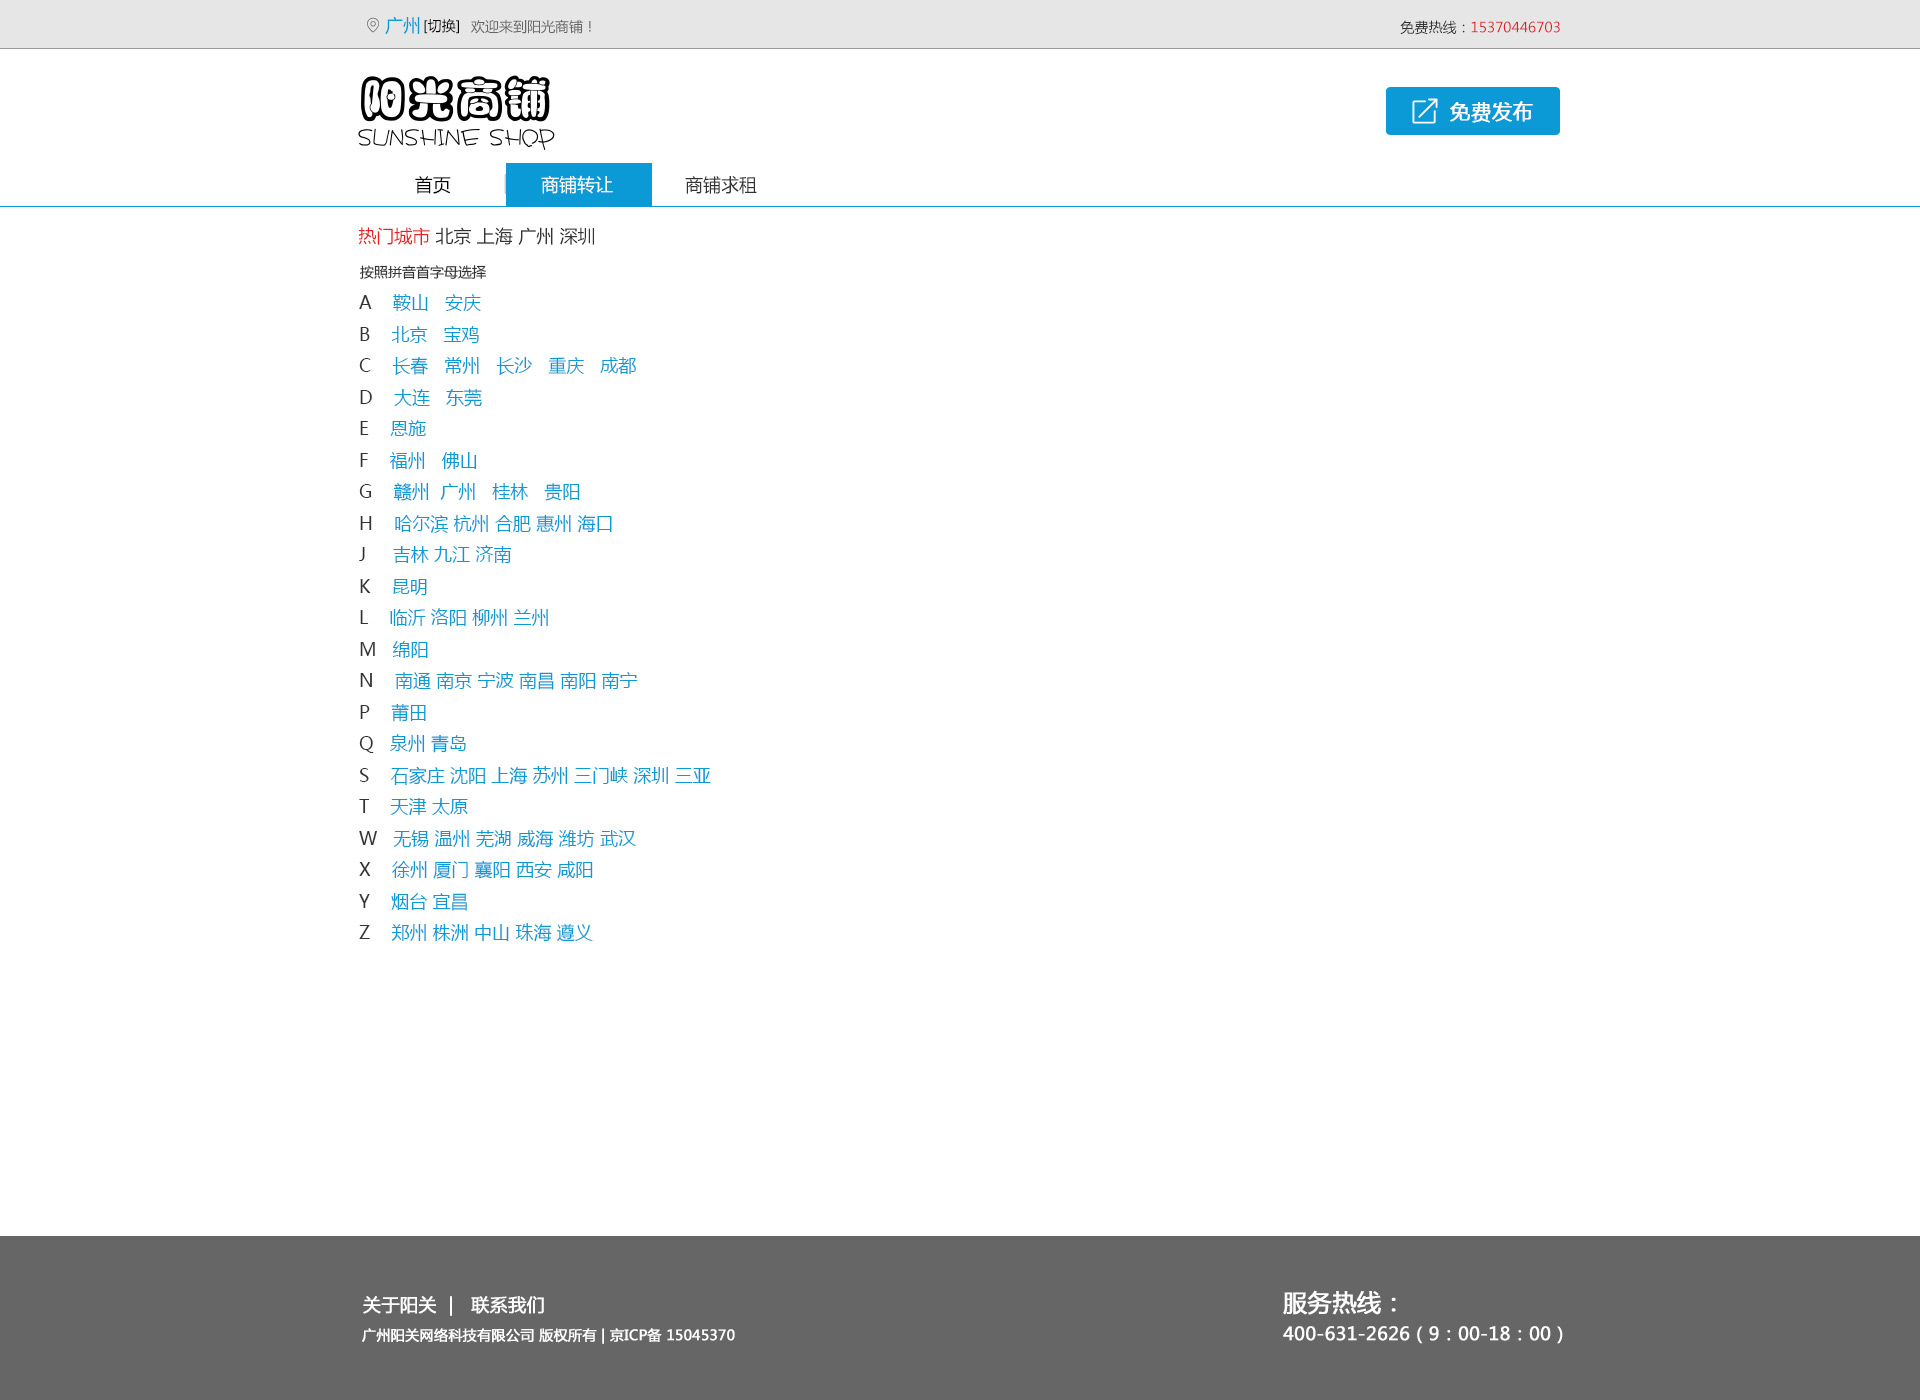 广州[切换] 欢迎来到阳光商铺！
免费热线：15370446703
阳光商铺
SUNSHINE SHOP
免费发布
首页 商铺转让 商铺求租
热门城市 北京 上海 广州 深圳
按照拼音首字母选择
A 鞍山 安庆
B 北京 宝鸡
C 长春 常州 长沙 重庆 成都
D 大连 东莞
E 恩施
F 福州 佛山
G 赣州 广州 桂林 贵阳
H 哈尔滨 杭州 合肥 惠州 海口
J 吉林 九江 济南
K 昆明
L 临沂 洛阳 柳州 兰州
M 绵阳
N 南通 南京 宁波 南昌 南阳 南宁
P 莆田
Q 泉州 青岛
S 石家庄 沈阳 上海 苏州 三门峡 深圳 三亚
T 天津 太原
W 无锡 温州 芜湖 威海 潍坊 武汉
X 徐州 厦门 襄阳 西安 咸阳
Y 烟台 宜昌
Z 郑州 株洲 中山 珠海 遵义
关于阳关 | 联系我们
广州阳关网络科技有限公司 版权所有 | 京ICP备 15045370
服务热线：
400-631-2626（9：00-18：00）